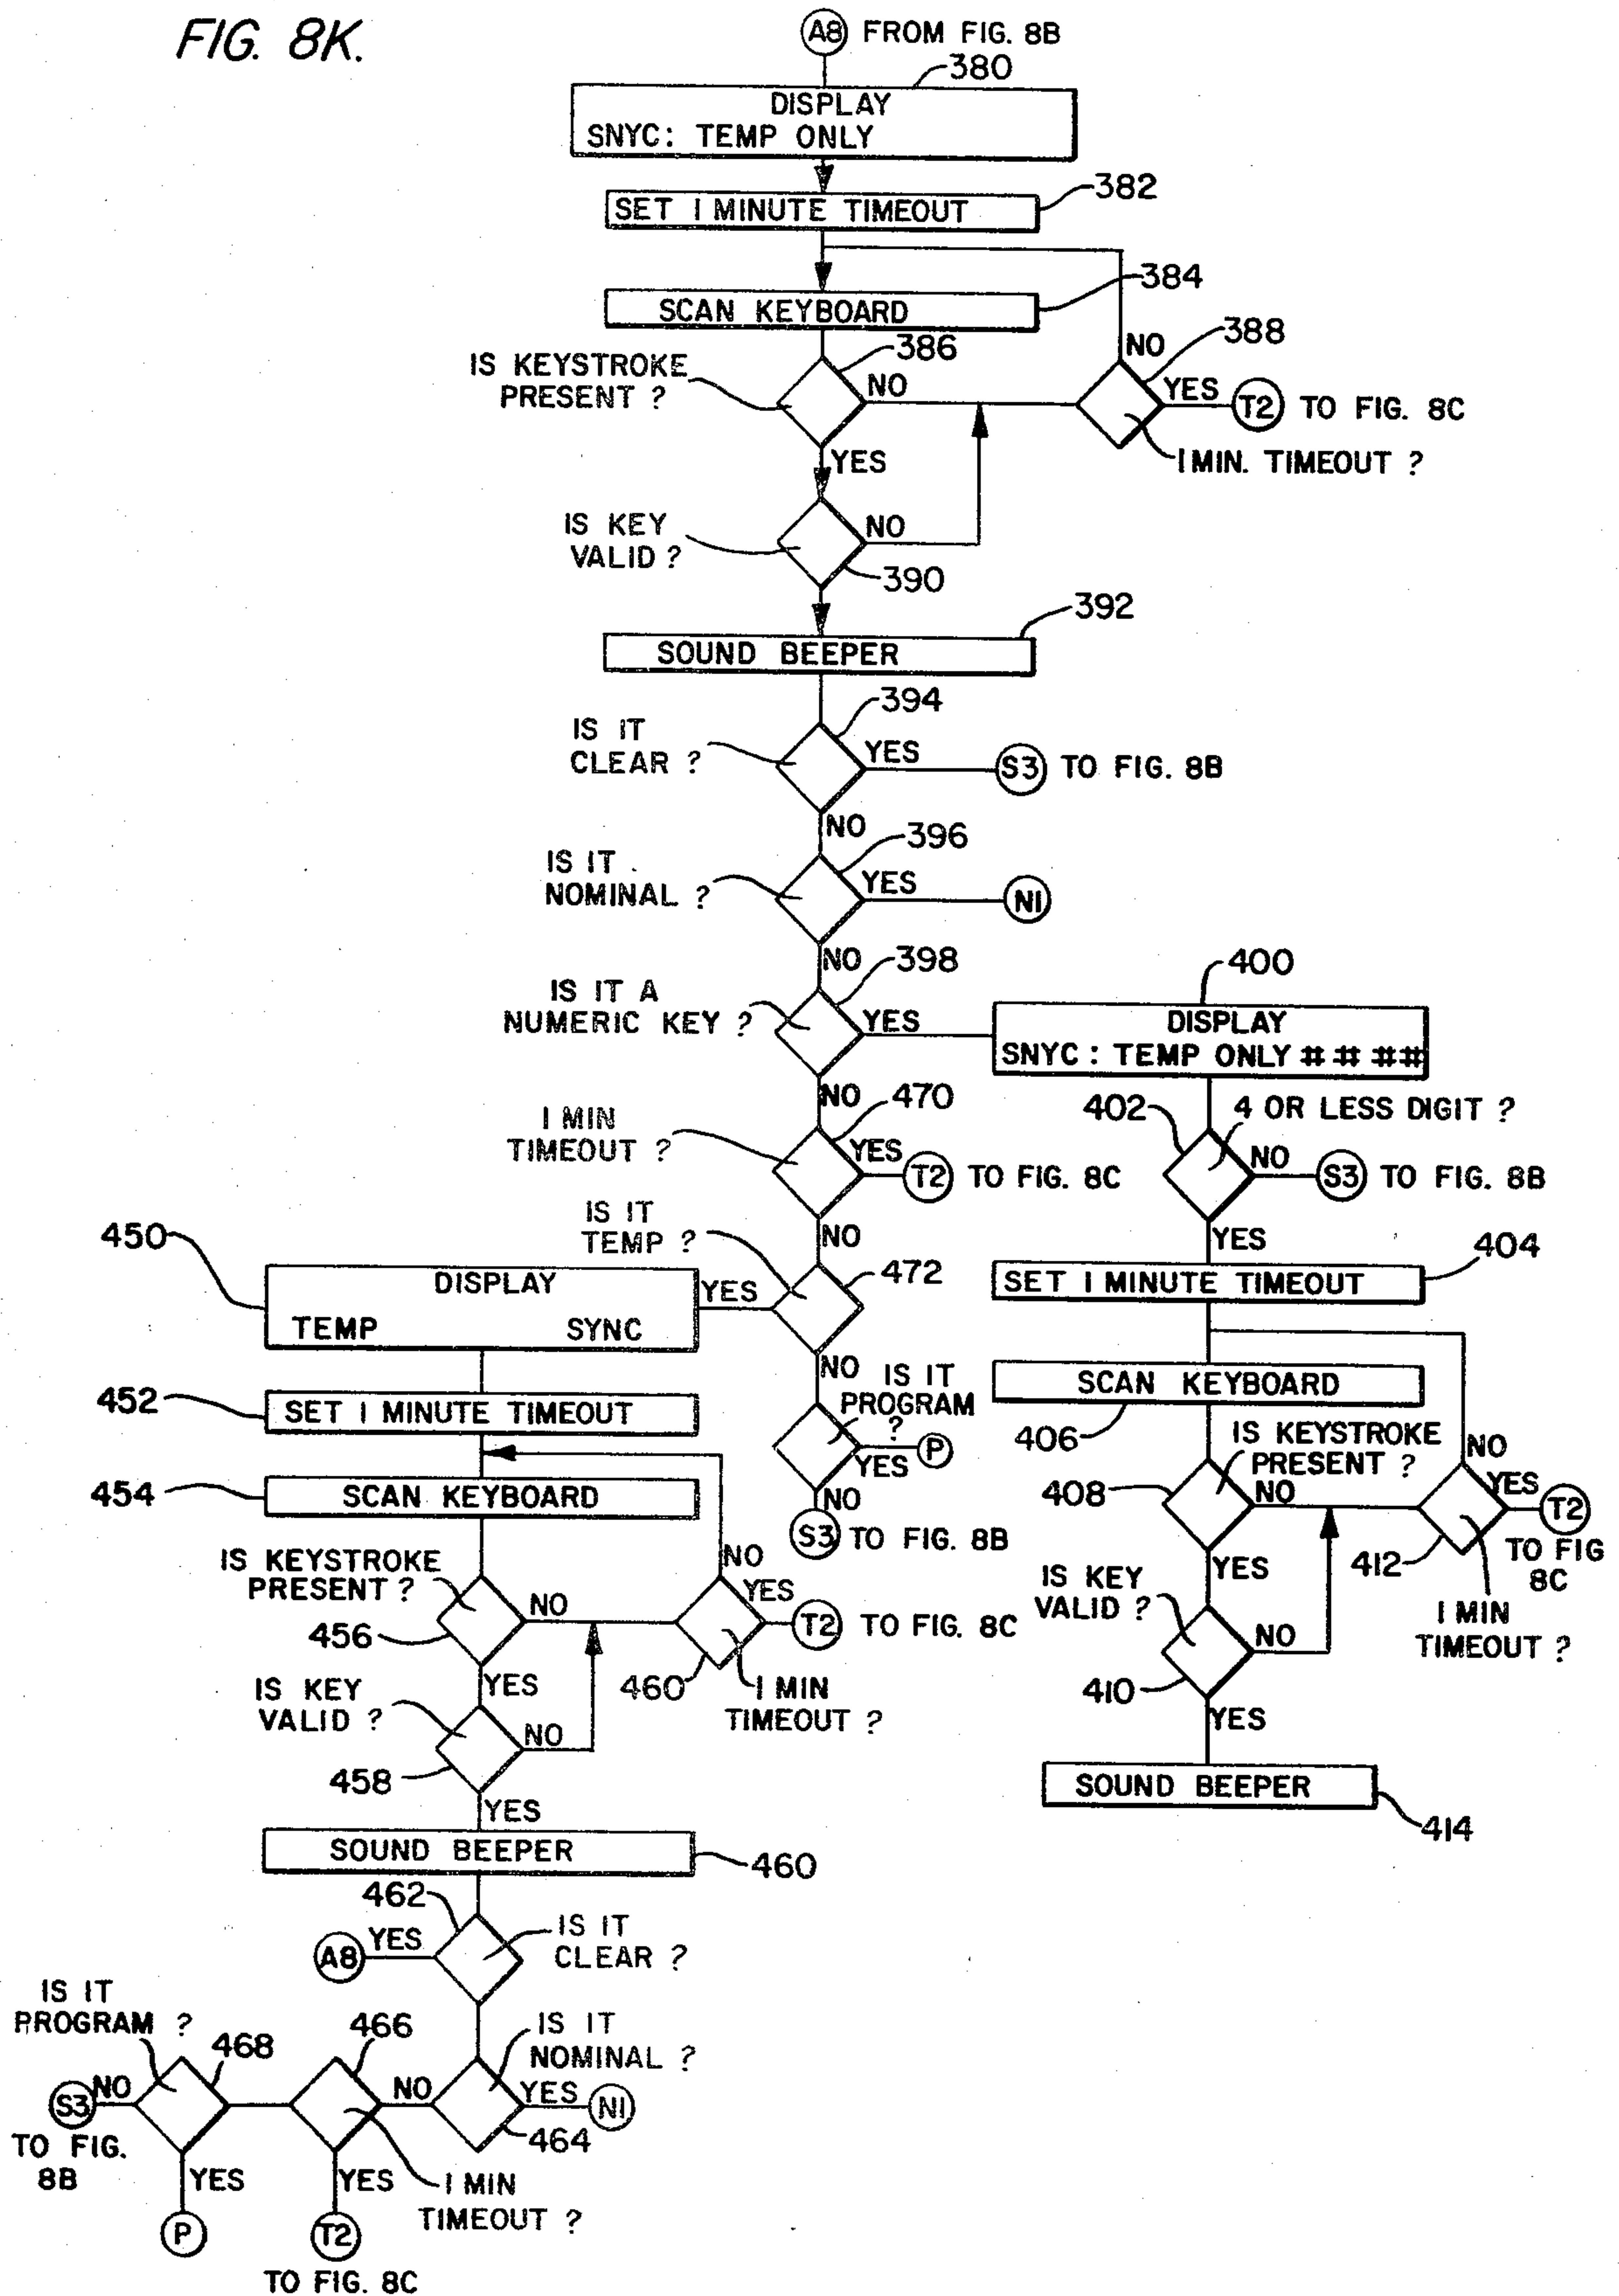 FIG. 8K.
A8 FROM FIG. 8B
380
DISPLAY
SNYC: TEMP ONLY
382
SET 1 MINUTE TIMEOUT
384
SCAN KEYBOARD
386
IS KEYSTROKE
PRESENT ?
NO
NO
388
YES
T2 TO FIG. 8C
1 MIN. TIMEOUT ?
YES
IS KEY
VALID ?
NO
390
392
SOUND BEEPER
394
IS IT
CLEAR ?
YES
S3 TO FIG. 8B
NO
396
IS IT
NOMINAL ?
YES
N1
NO
398
IS IT A
NUMERIC KEY ?
YES
400
DISPLAY
SNYC: TEMP ONLY # # # #
NO
470
1 MIN
TIMEOUT ?
YES
T2 TO FIG. 8C
402
4 OR LESS DIGIT ?
NO
S3 TO FIG. 8B
NO
YES
IS IT
TEMP ?
472
404
SET 1 MINUTE TIMEOUT
450
DISPLAY
TEMP SYNC
YES
NO
IS IT
PROGRAM
?
YES
P
NO
S3 TO FIG. 8B
SCAN KEYBOARD
406
IS KEYSTROKE
PRESENT ?
408
NO
NO
YES
T2
TO FIG
8C
412
1 MIN
TIMEOUT ?
YES
IS KEY
VALID ?
NO
410
YES
SOUND BEEPER
414
452
SET 1 MINUTE TIMEOUT
454
SCAN KEYBOARD
IS KEYSTROKE
PRESENT ?
NO
456
NO
YES
T2 TO FIG. 8C
460
1 MIN
TIMEOUT ?
YES
IS KEY
VALID ?
NO
458
YES
SOUND BEEPER
460
462
A8
YES
IS IT
CLEAR ?
IS IT
PROGRAM ?
468
466
IS IT
NOMINAL ?
S3
NO
NO
YES
N1
464
TO FIG.
8B
YES
P
YES
1 MIN
TIMEOUT ?
T2
TO FIG. 8C